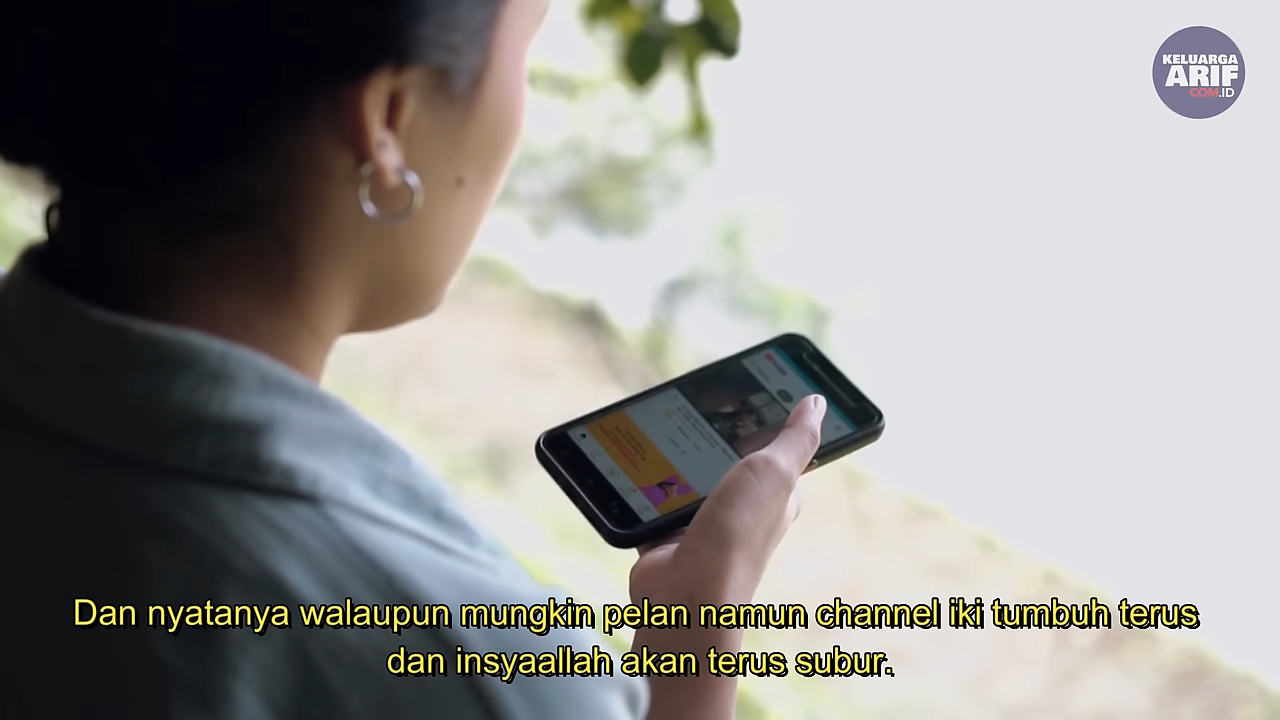 KELUARGA
ARIF
COM.ID
Dan nyatanya walaupun mungkin pelan namun channel iki tumbuh terus
dan insyaallah akan terus subur.